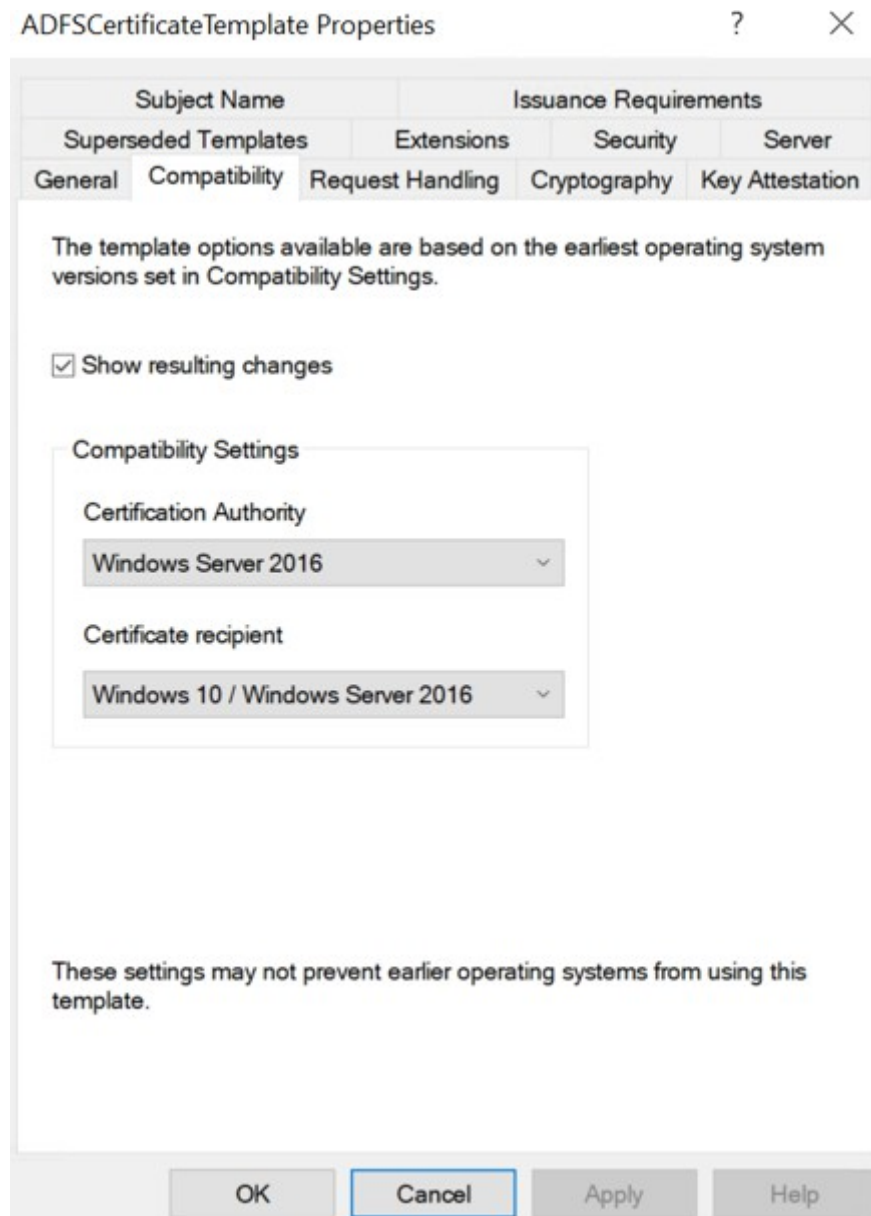 ADFSCertificateTemplate Properties ? ×
Subject Name Issuance Requirements
Superseded Templates Extensions Security Server
General Compatibility Request Handling Cryptography Key Attestation
The template options available are based on the earliest operating system
versions set in Compatibility Settings.
Show resulting changes
Compatibility Settings
Certification Authority
Windows Server 2016
Certificate recipient
Windows 10 / Windows Server 2016
These settings may not prevent earlier operating systems from using this
template.
OK Cancel Apply Help